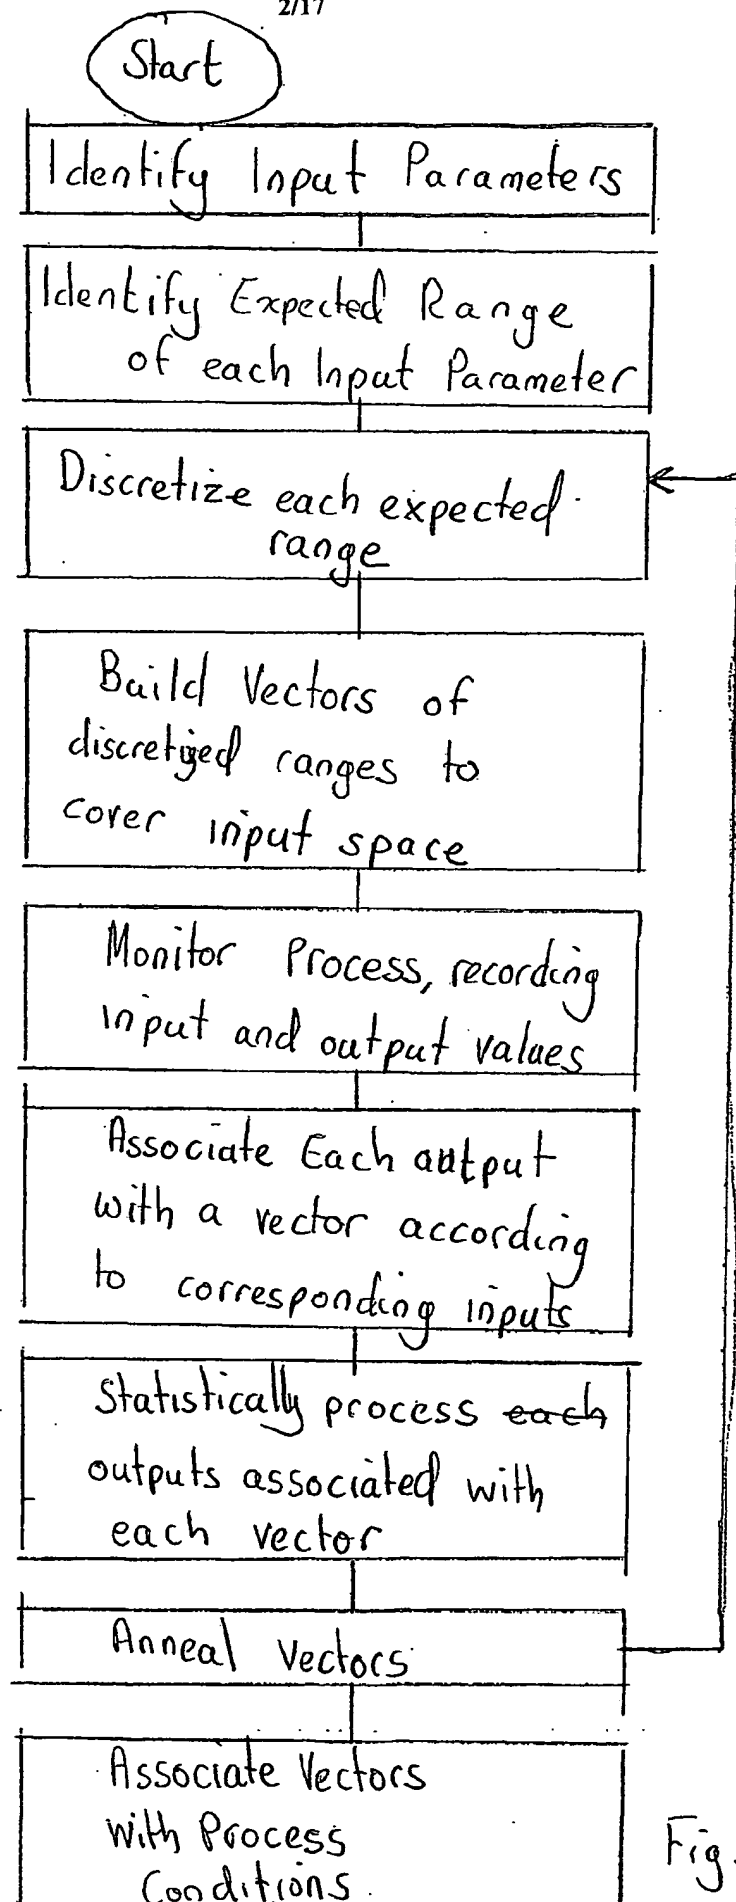 2/17
Start
Identify Input Parameters
Identify Expected Range
of each Input Parameter
Discretize each expected
range
Build Vectors of
discretized ranges to
cover input space
Monitor Process, recording
input and output values
Associate Each output
with a vector according
to corresponding inputs
Statistically process each
outputs associated with
each vector
Anneal Vectors
Associate Vectors
with Process
Conditions
Fig.